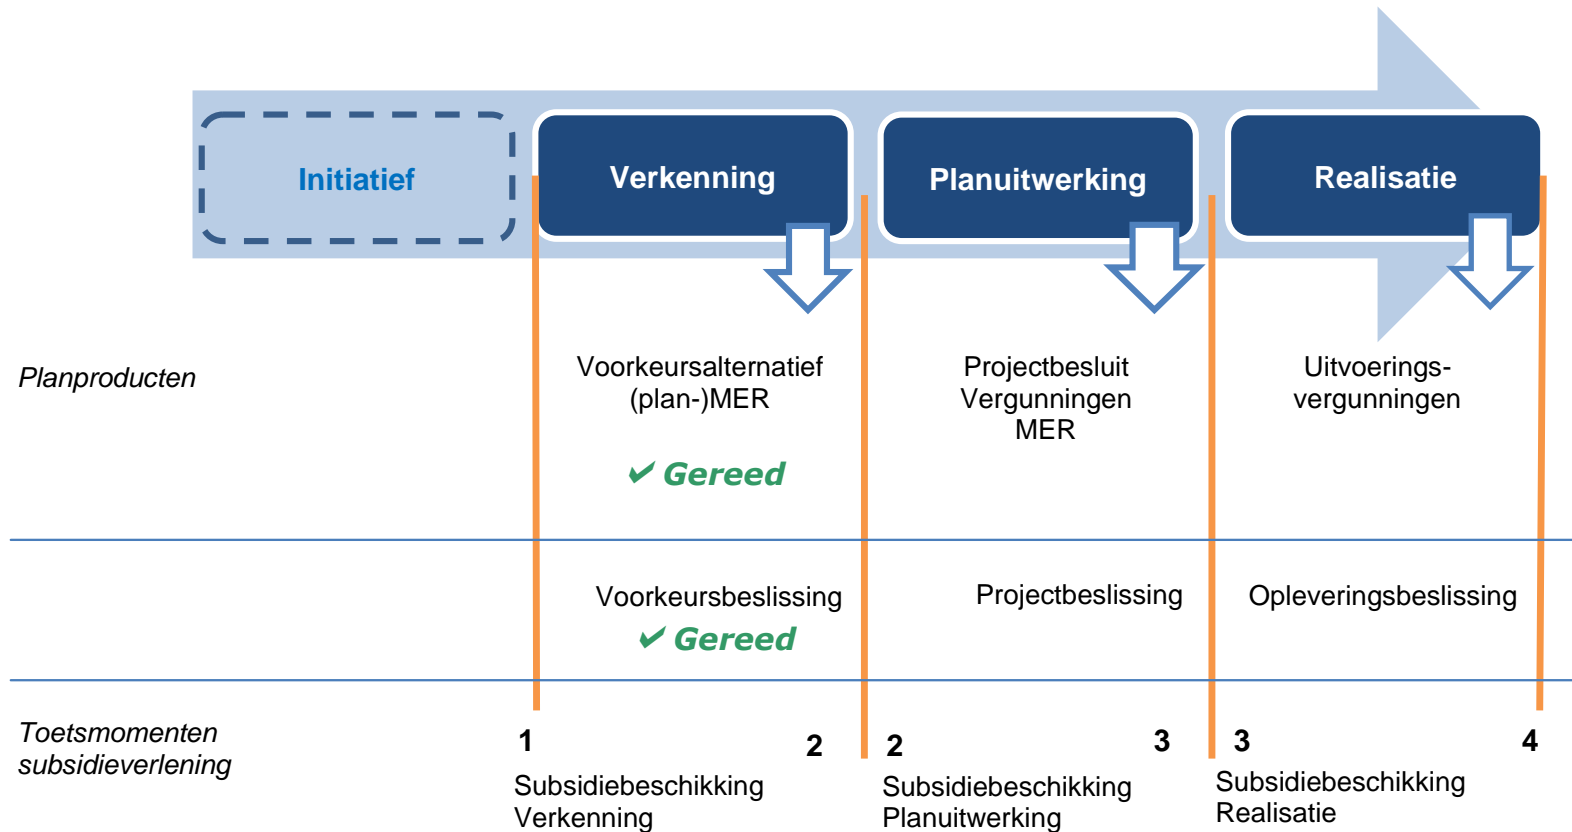 Initiatief
Verkenning
Planuitwerking
Realisatie
Planproducten
Voorkeursalternatief
(plan-)MER
✔ Gereed
Projectbesluit
Vergunningen
MER
Uitvoerings-
vergunningen
Voorkeursbeslissing
✔ Gereed
Projectbeslissing
Opleveringsbeslissing
Toetsmomenten
subsidieverlening
1
2
2
3
3
4
Subsidiebeschikking
Verkenning
Subsidiebeschikking
Planuitwerking
Subsidiebeschikking
Realisatie